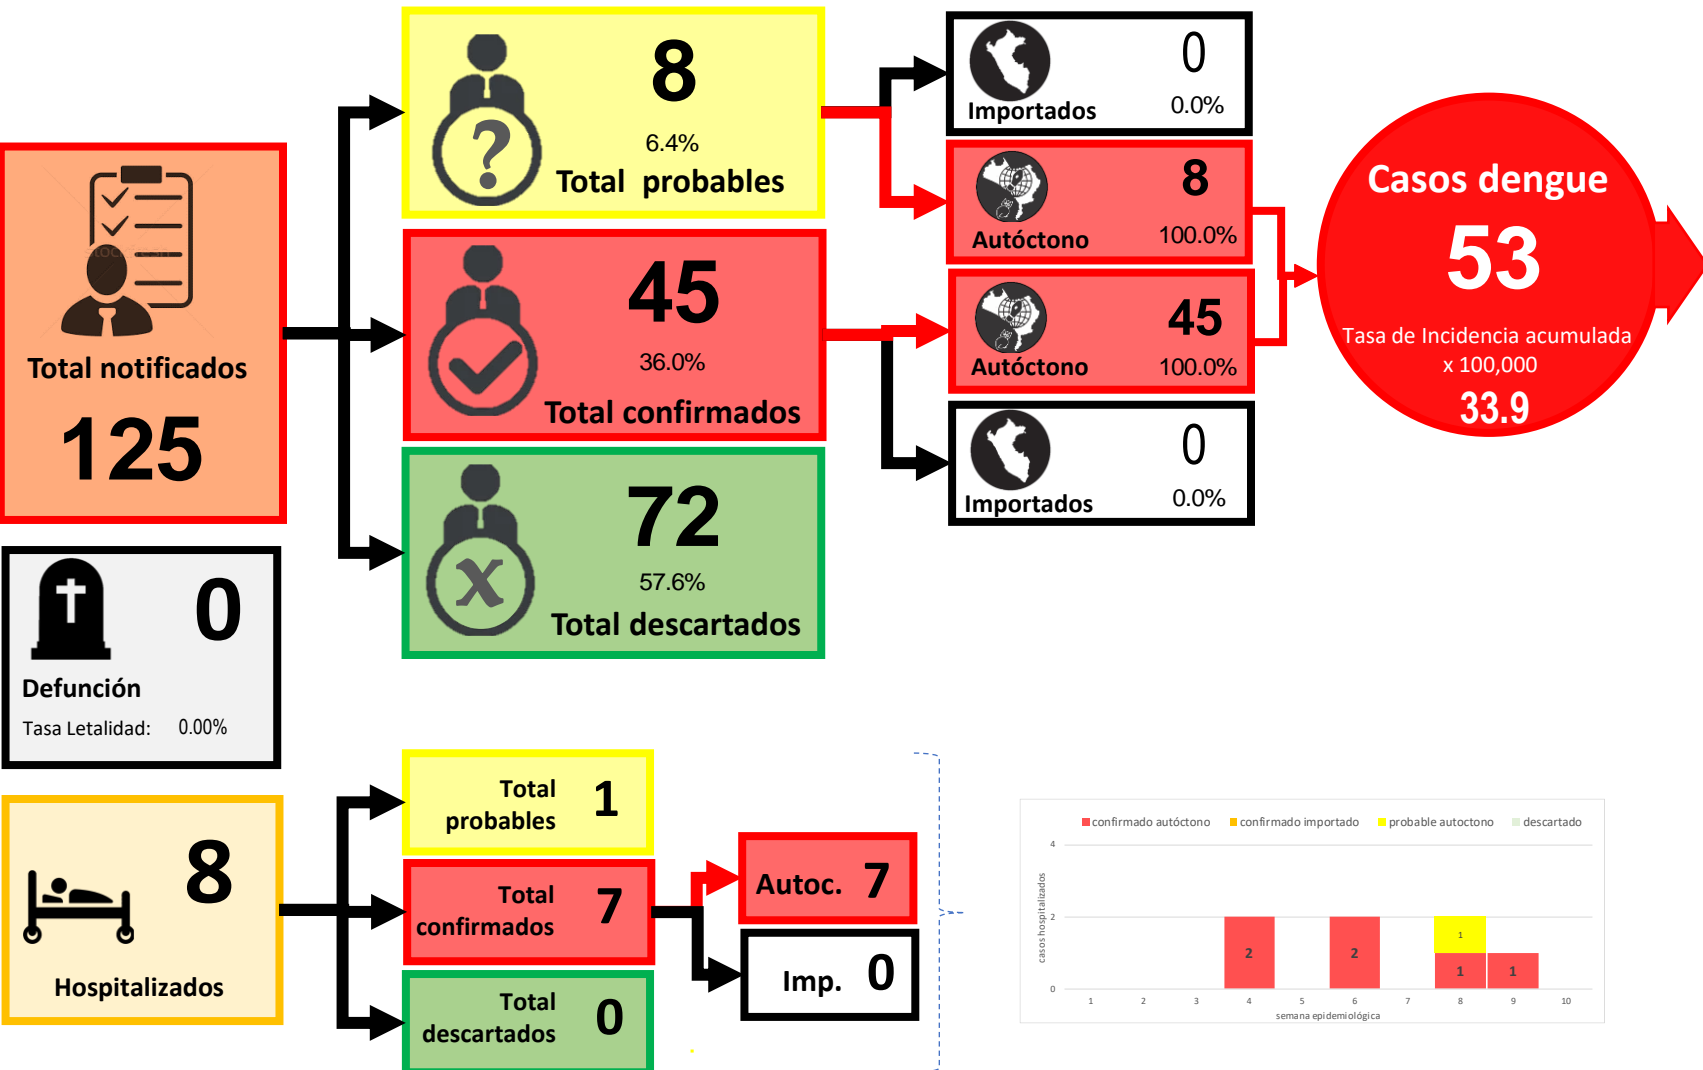 Total notificados
125
8
6.4%
Total probables
45
36.0%
Total confirmados
72
57.6%
Total descartados
0
Importados
0.0%
8
Autóctono
100.0%
45
Autóctono
100.0%
0
Importados
0.0%
Casos dengue
53
Tasa de Incidencia acumulada
x 100,000
33.9
0
Defunción
Tasa Letalidad: 0.00%
8
Hospitalizados
Total
probables
1
Total
confirmados
7
Total
descartados
0
Autoc. 7
Imp. 0
confirmado autóctono confirmado importado probable autoctono descartado
casos hospitalizados
4
2
0
2
2
1
1
1
1 2 3 4 5 6 7 8 9 10
semana epidemiológica